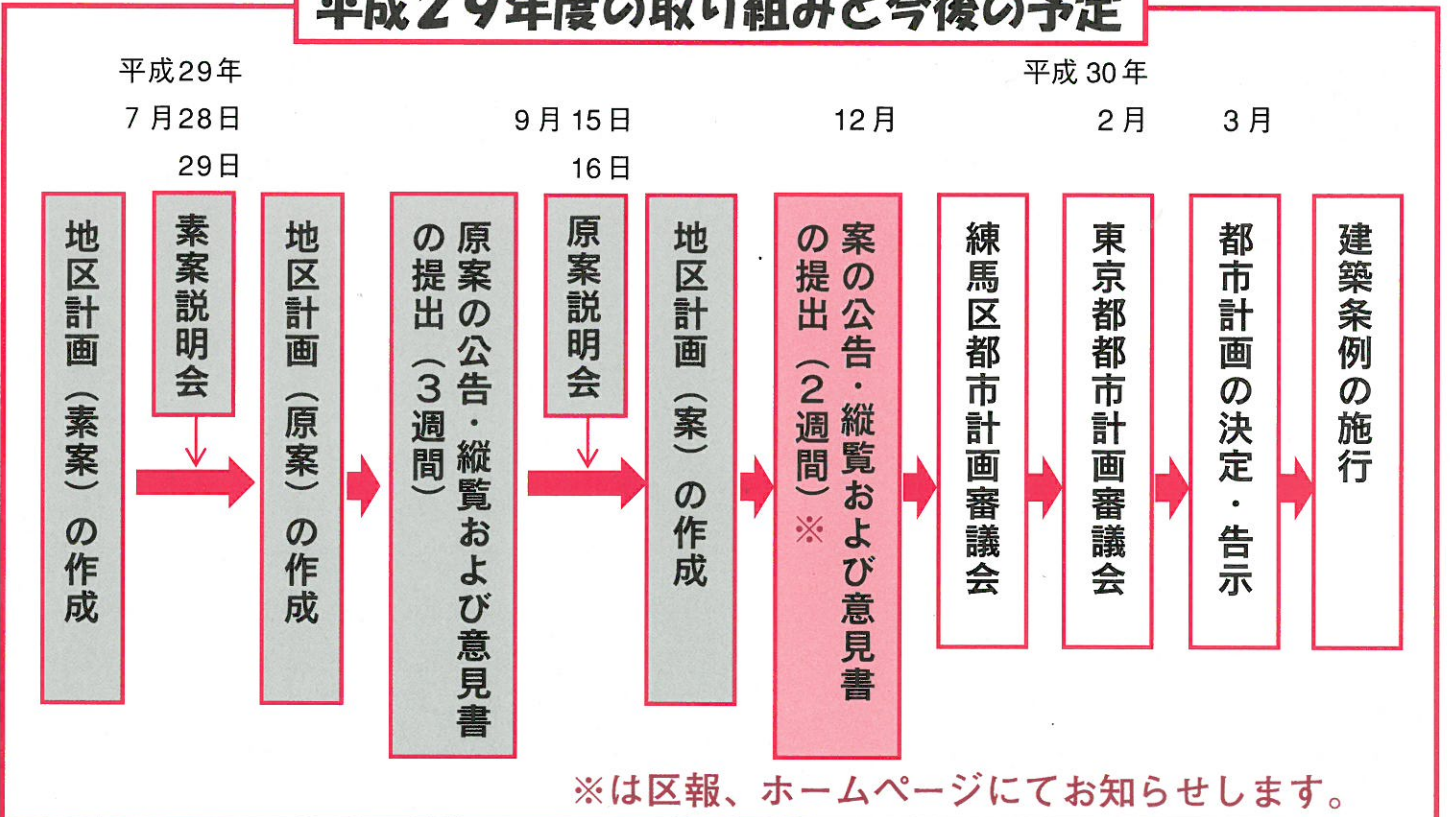 平成29年度の取り組みと今後の予定
平成29年
7月28日
29日
9月15日
16日
12月
平成30年
2月
3月
地区計画（素案）の作成
素案説明会
地区計画（原案）の作成
原案の公告・縦覧および意見書
の提出（3週間）
原案説明会
地区計画（案）の作成
案の公告・縦覧および意見書
の提出（2週間）※
練馬区都市計画審議会
東京都都市計画審議会
都市計画の決定・告示
建築条例の施行
※は区報、ホームページにてお知らせします。